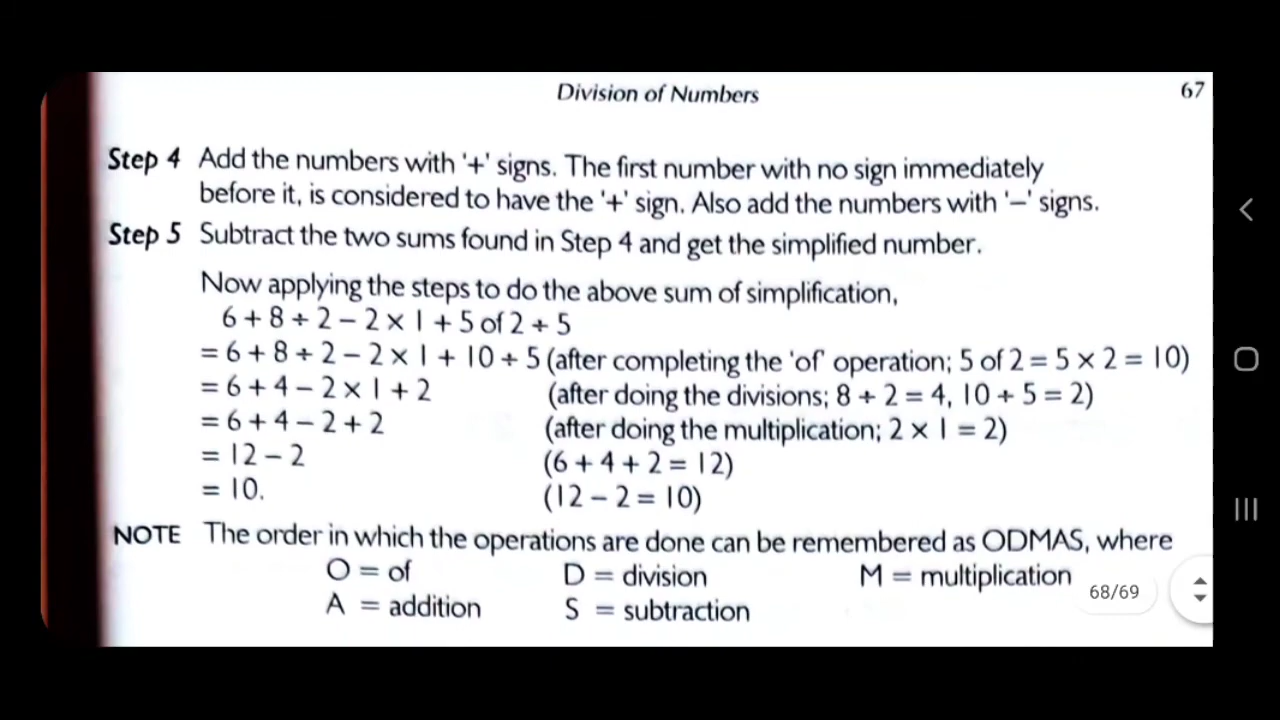 Division of Numbers 67
Step 4 Add the numbers with '+' signs. The first number with no sign immediately
before it, is considered to have the '+' sign. Also add the numbers with '–' signs.
Step 5 Subtract the two sums found in Step 4 and get the simplified number.
Now applying the steps to do the above sum of simplification,
6 + 8 ÷ 2 – 2 × 1 + 5 of 2 ÷ 5
= 6 + 8 ÷ 2 – 2 × 1 + 10 ÷ 5 (after completing the 'of' operation; 5 of 2 = 5 × 2 = 10)
= 6 + 4 – 2 × 1 + 2 (after doing the divisions; 8 ÷ 2 = 4, 10 ÷ 5 = 2)
= 6 + 4 – 2 + 2 (after doing the multiplication; 2 × 1 = 2)
= 12 – 2 (6 + 4 + 2 = 12)
= 10. (12 – 2 = 10)
NOTE The order in which the operations are done can be remembered as ODMAS, where
O = of D = division M = multiplication
68/69
A = addition S = subtraction